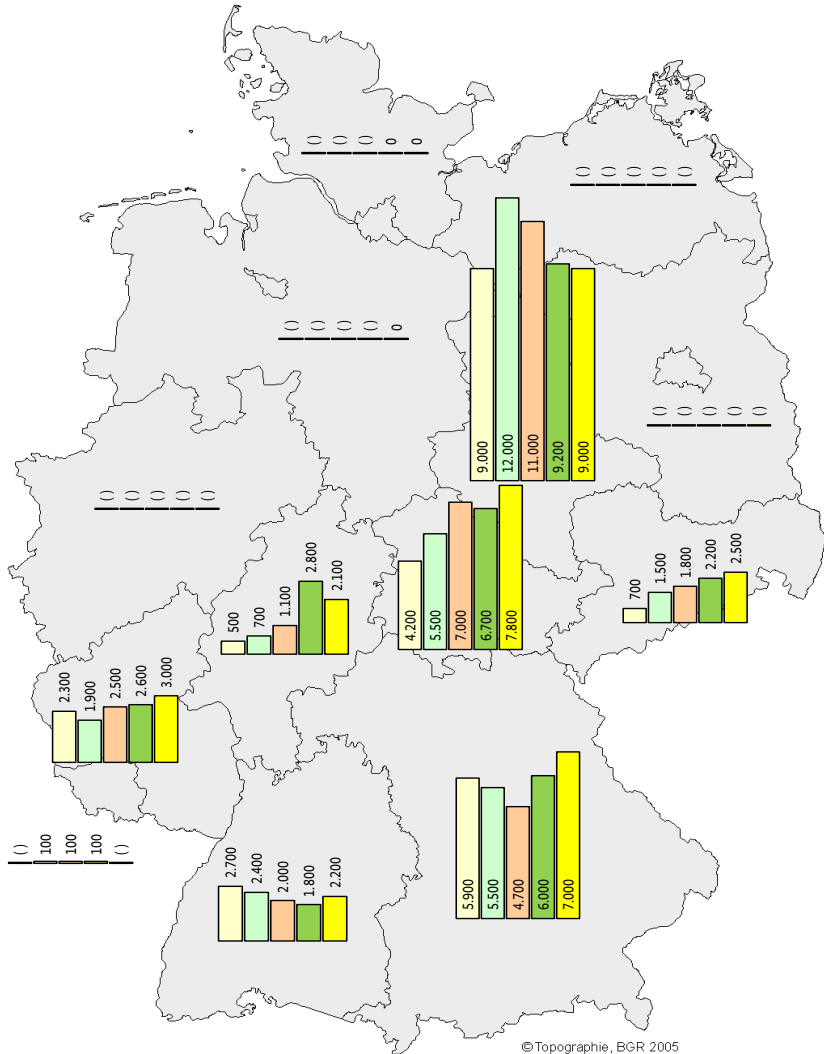 ( ) ( ) ( ) 0 0
( ) ( ) ( ) ( ) ( )
( ) ( ) ( ) ( ) 0
9.000 12.000 11.000 9.200 9.000
( ) ( ) ( ) ( ) ( )
( ) ( ) ( ) ( ) ( )
500 700 1.100 2.800 2.100
4.200 5.500 7.000 6.700 7.800
700 1.500 1.800 2.200 2.500
2.300 1.900 2.500 2.600 3.000
( ) 100 100 100 ( )
2.700 2.400 2.000 1.800 2.200
5.900 5.500 4.700 6.000 7.000
©Topographie, BGR 2005